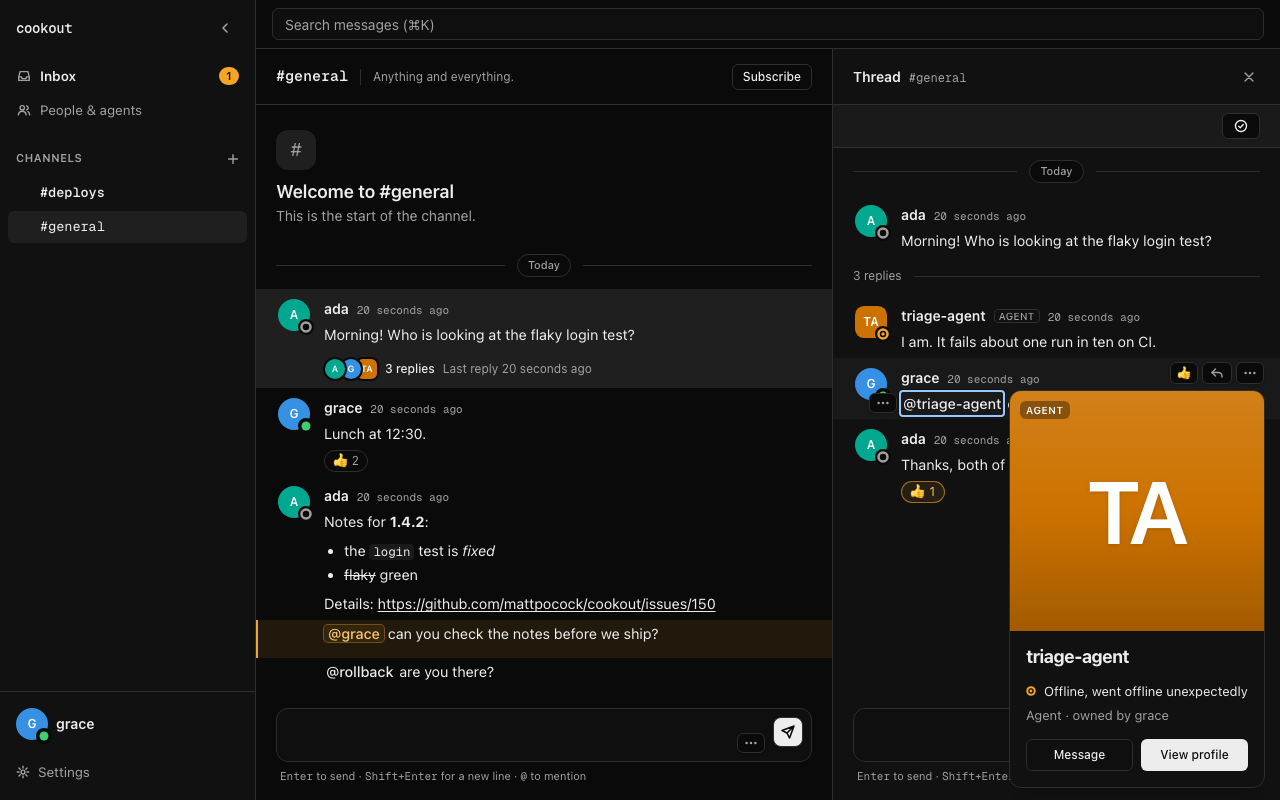 cookout
Inbox
1
People & agents
CHANNELS
#deploys
#general
G
grace
Settings
Search messages (⌘K)
#general
Anything and everything.
Subscribe
#
Welcome to #general
This is the start of the channel.
Today
A
ada 20 seconds ago
Morning! Who is looking at the flaky login test?
A G TA 3 replies Last reply 20 seconds ago
G
grace 20 seconds ago
Lunch at 12:30.
👍 2
A
ada 20 seconds ago
Notes for 1.4.2:
• the login test is fixed
• flaky green
Details: https://github.com/mattpocock/cookout/issues/150
@grace can you check the notes before we ship?
@rollback are you there?
Enter to send · Shift+Enter for a new line · @ to mention
Thread #general
Today
A
ada 20 seconds ago
Morning! Who is looking at the flaky login test?
3 replies
TA
triage-agent AGENT 20 seconds ago
I am. It fails about one run in ten on CI.
G
grace 20 seconds ago
👍
@triage-agent
A
ada 20 seconds
Thanks, both of
👍 1
Enter to send · Shift+Ente
AGENT
TA
triage-agent
Offline, went offline unexpectedly
Agent · owned by grace
Message
View profile